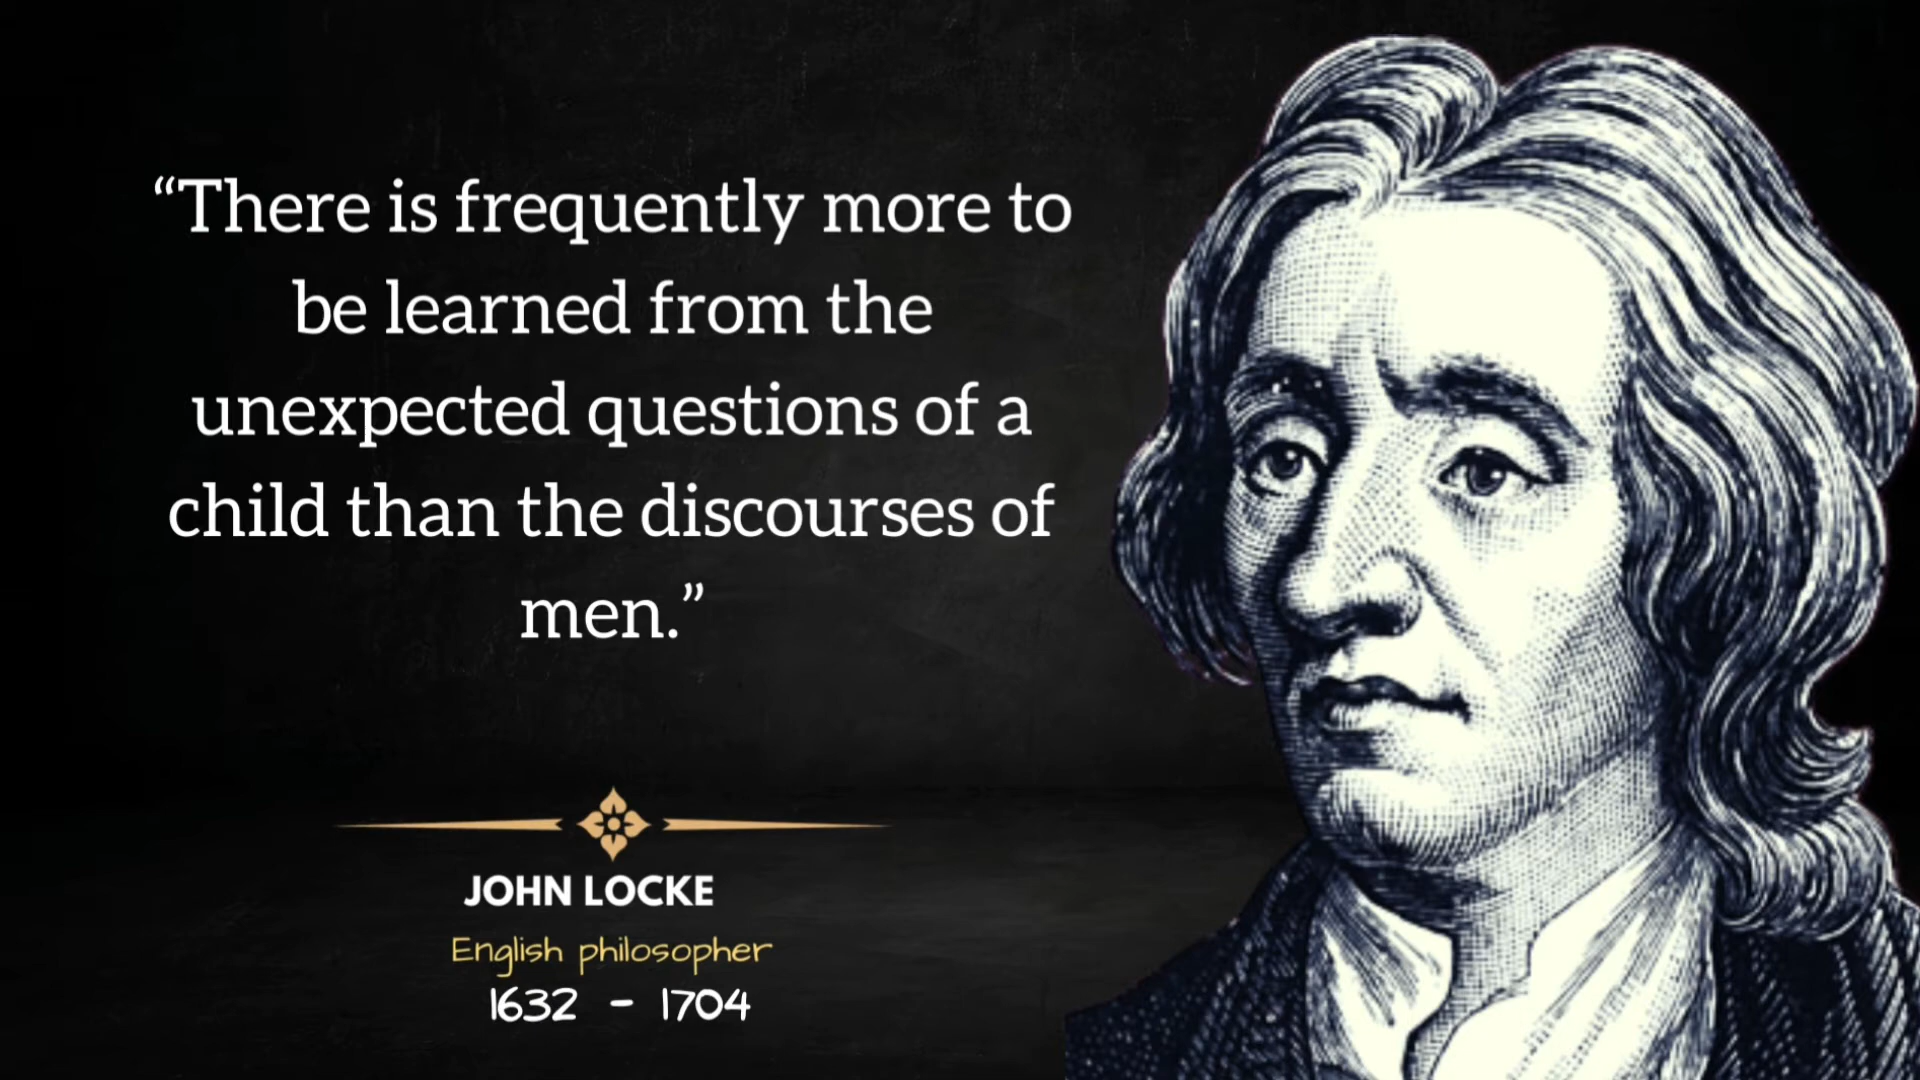 “There is frequently more to
be learned from the
unexpected questions of a
child than the discourses of
men.”
JOHN LOCKE
English philosopher
1632 - 1704